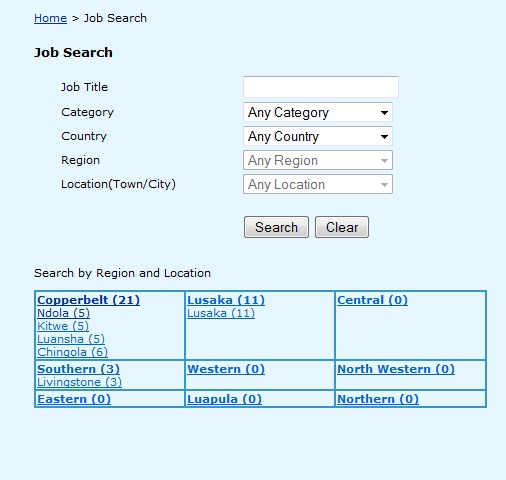 Home > Job Search
Job Search
Job Title
Category Any Category
Country Any Country
Region Any Region
Location(Town/City) Any Location
Search Clear
Search by Region and Location
Copperbelt (21) Lusaka (11) Central (0)
Ndola (5) Lusaka (11)
Kitwe (5)
Luansha (5)
Chingola (6)
Southern (3) Western (0) North Western (0)
Livingstone (3)
Eastern (0) Luapula (0) Northern (0)